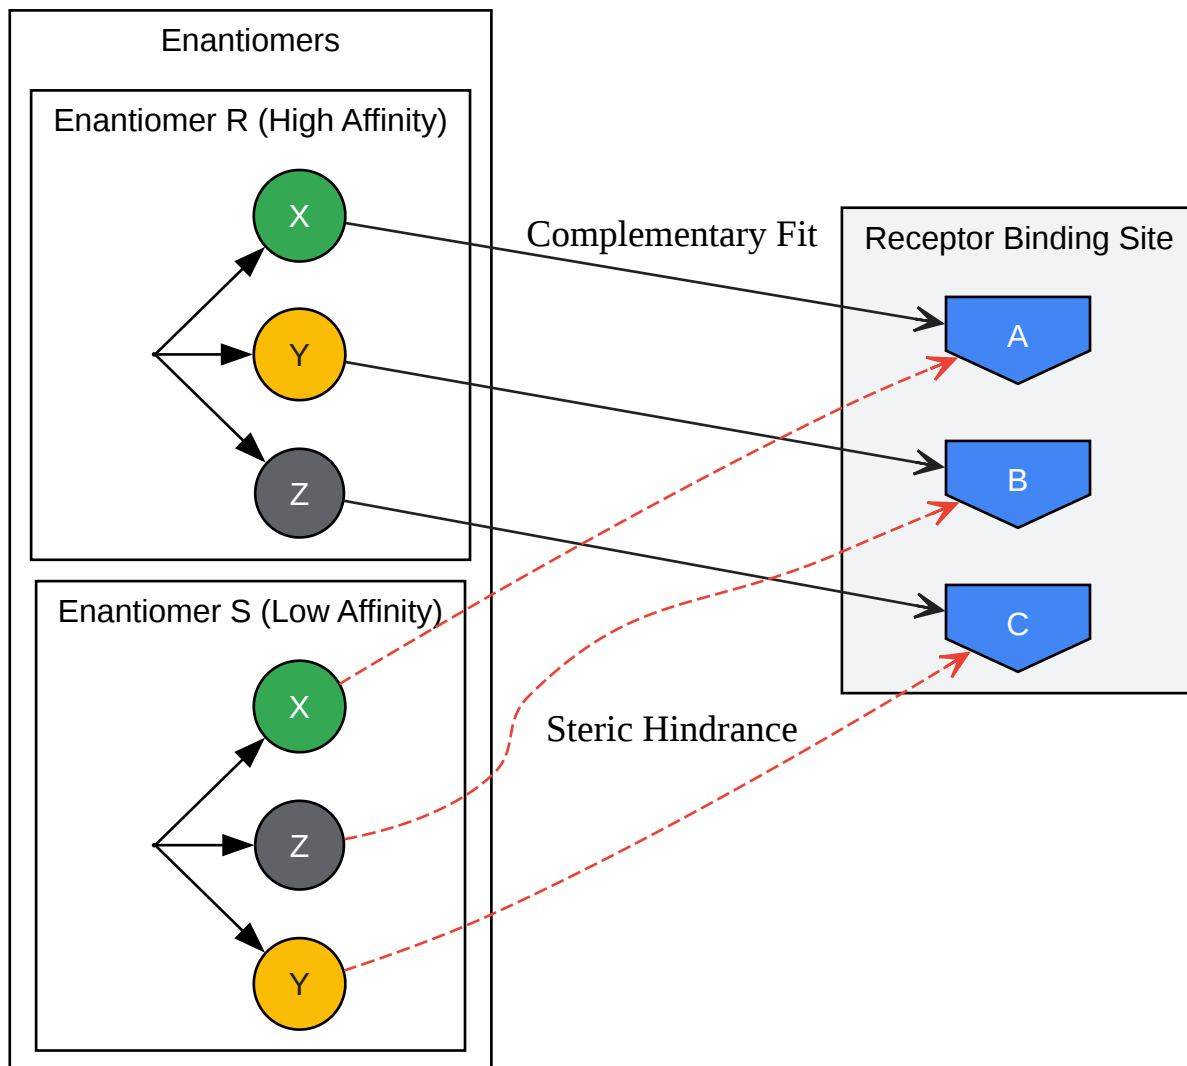 Enantiomers
Enantiomer R (High Affinity)
X
Y
Z
Enantiomer S (Low Affinity)
X
Z
Y
Complementary Fit
Steric Hindrance
Receptor Binding Site
A
B
C